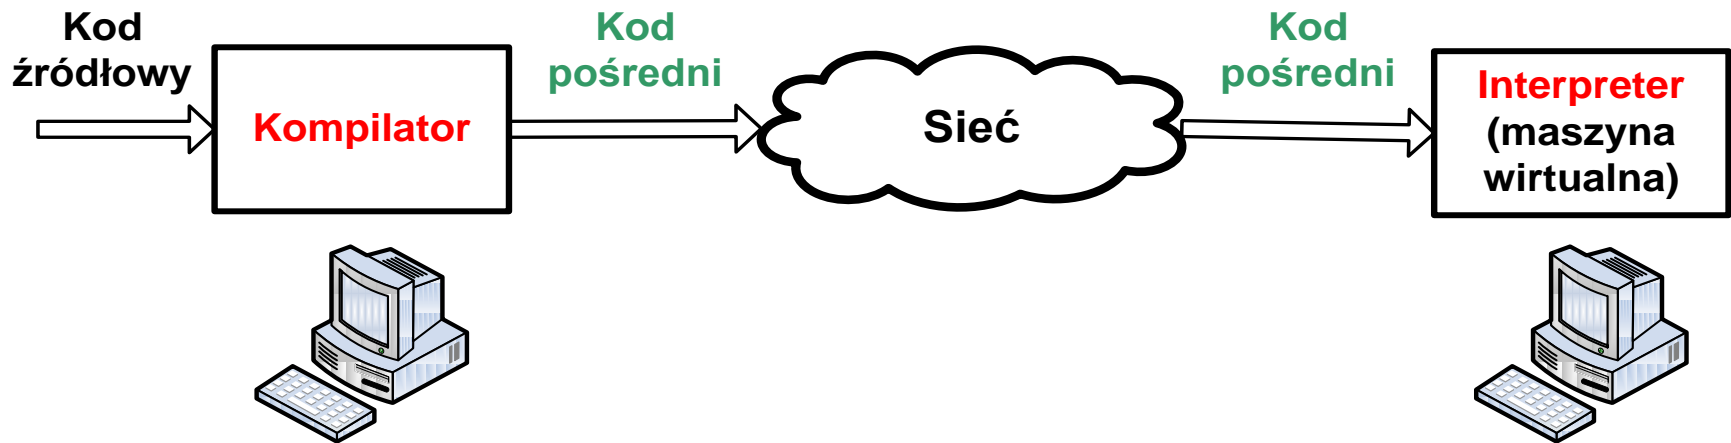 Kod
źródłowy
Kompilator
Kod
pośredni
Sieć
Kod
pośredni
Interpreter
(maszyna
wirtualna)